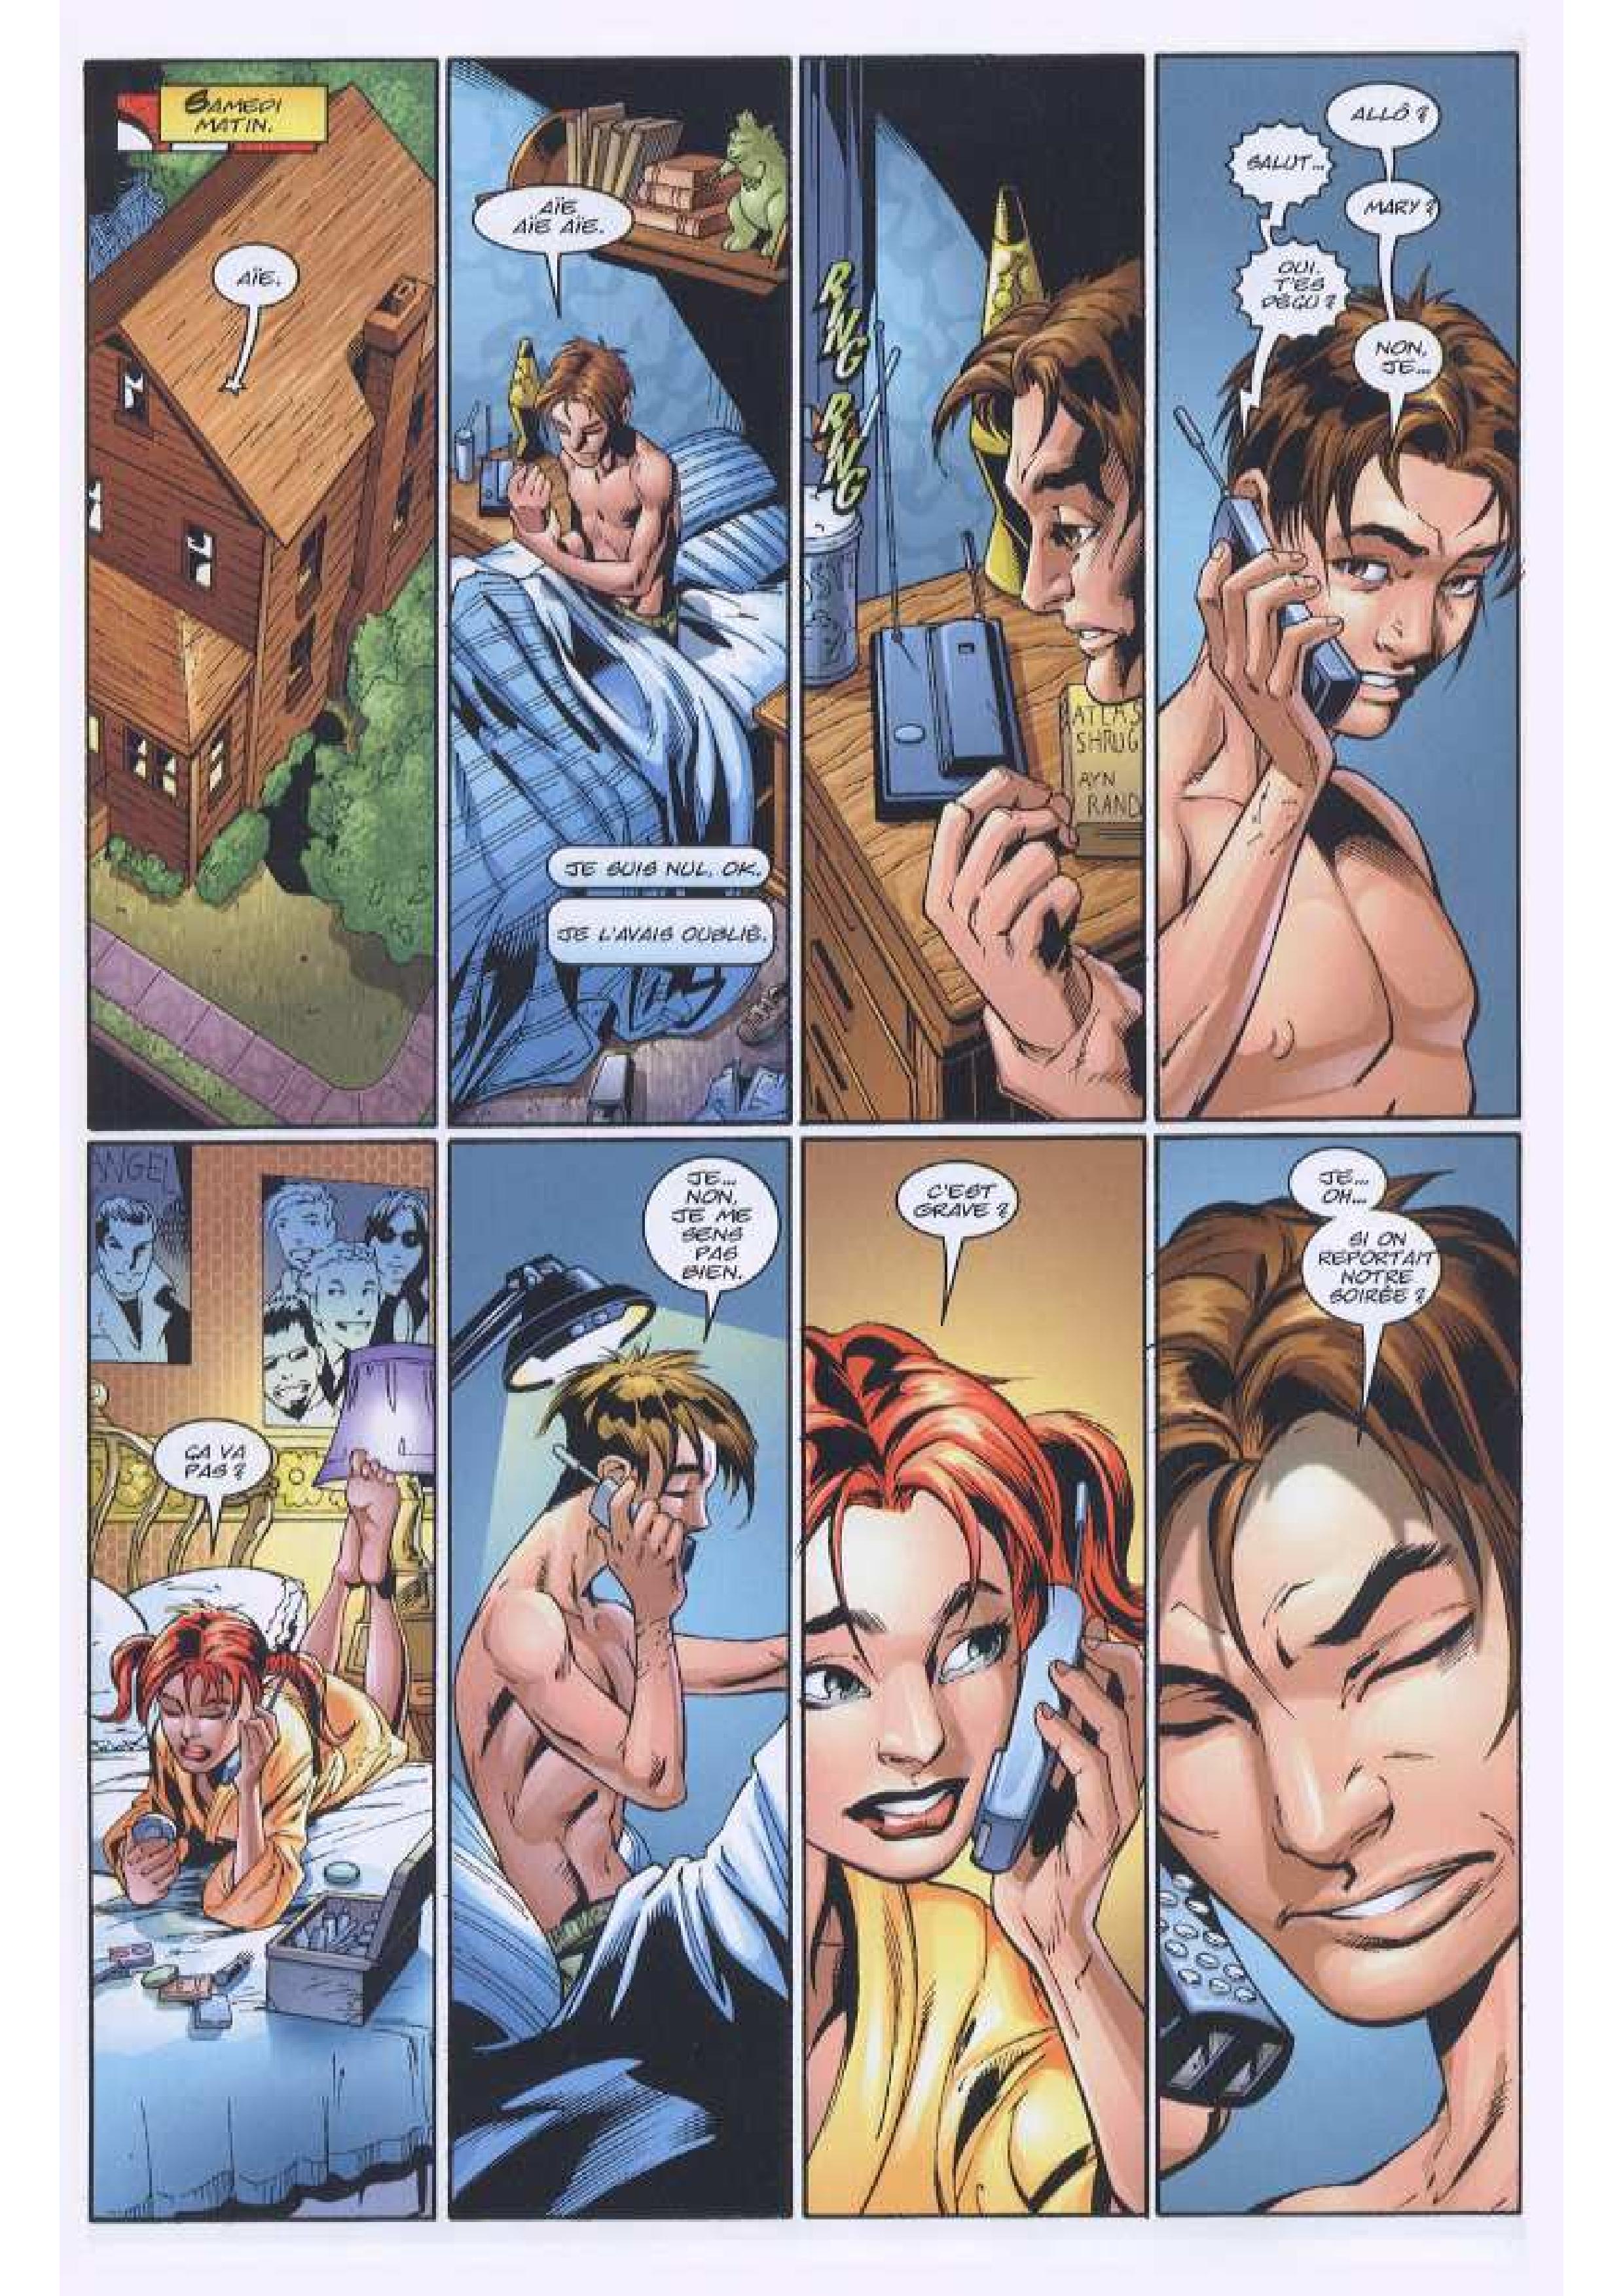 SAMEDI
MATIN.
AÏE.
AÏE
AÏE AÏE.
JE SUIS NUL, OK.
JE L'AVAIS OUBLIÉ.
RING
RING
ATLAS
SHRUG
AYN
RAND
ALLÔ ?
SALUT...
MARY ?
OUI.
T'ES
DÉÇU ?
NON,
JE...
ANGEL
ÇA VA
PAS ?
JE...
NON,
JE ME
SENS
PAS
BIEN.
C'EST
GRAVE ?
JE...
OH...
SI ON
REPORTAIT
NOTRE
SOIRÉE ?